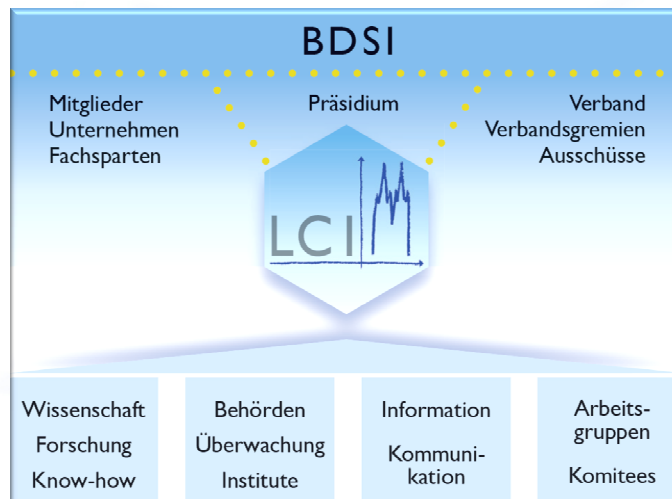 BDSI
Mitglieder
Unternehmen
Fachsparten
Präsidium
Verband
Verbandsgremien
Ausschüsse
LCI
Wissenschaft
Forschung
Know-how
Behörden
Überwachung
Institute
Information
Kommuni-
kation
Arbeits-
gruppen
Komitees